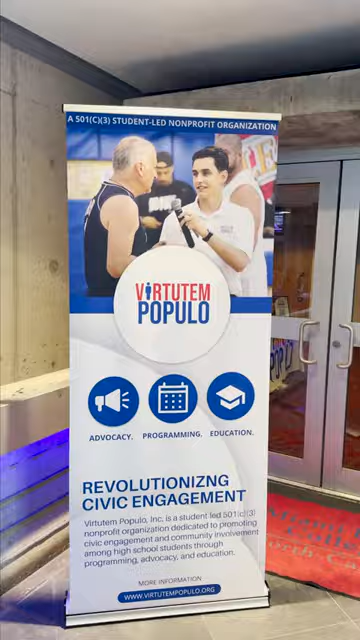 A 501(C)(3) STUDENT-LED NONPROFIT ORGANIZATION
VIRTUTEM
POPULO
ADVOCACY. PROGRAMMING. EDUCATION.
REVOLUTIONIZNG
CIVIC ENGAGEMENT
Virtutem Populo, Inc. is a student led 501(c)(3)
nonprofit organization dedicated to promoting
civic engagement and community involvement
among high school students through
programming, advocacy, and education.
MORE INFORMATION
WWW.VIRTUTEMPOPULO.ORG
Miami
North